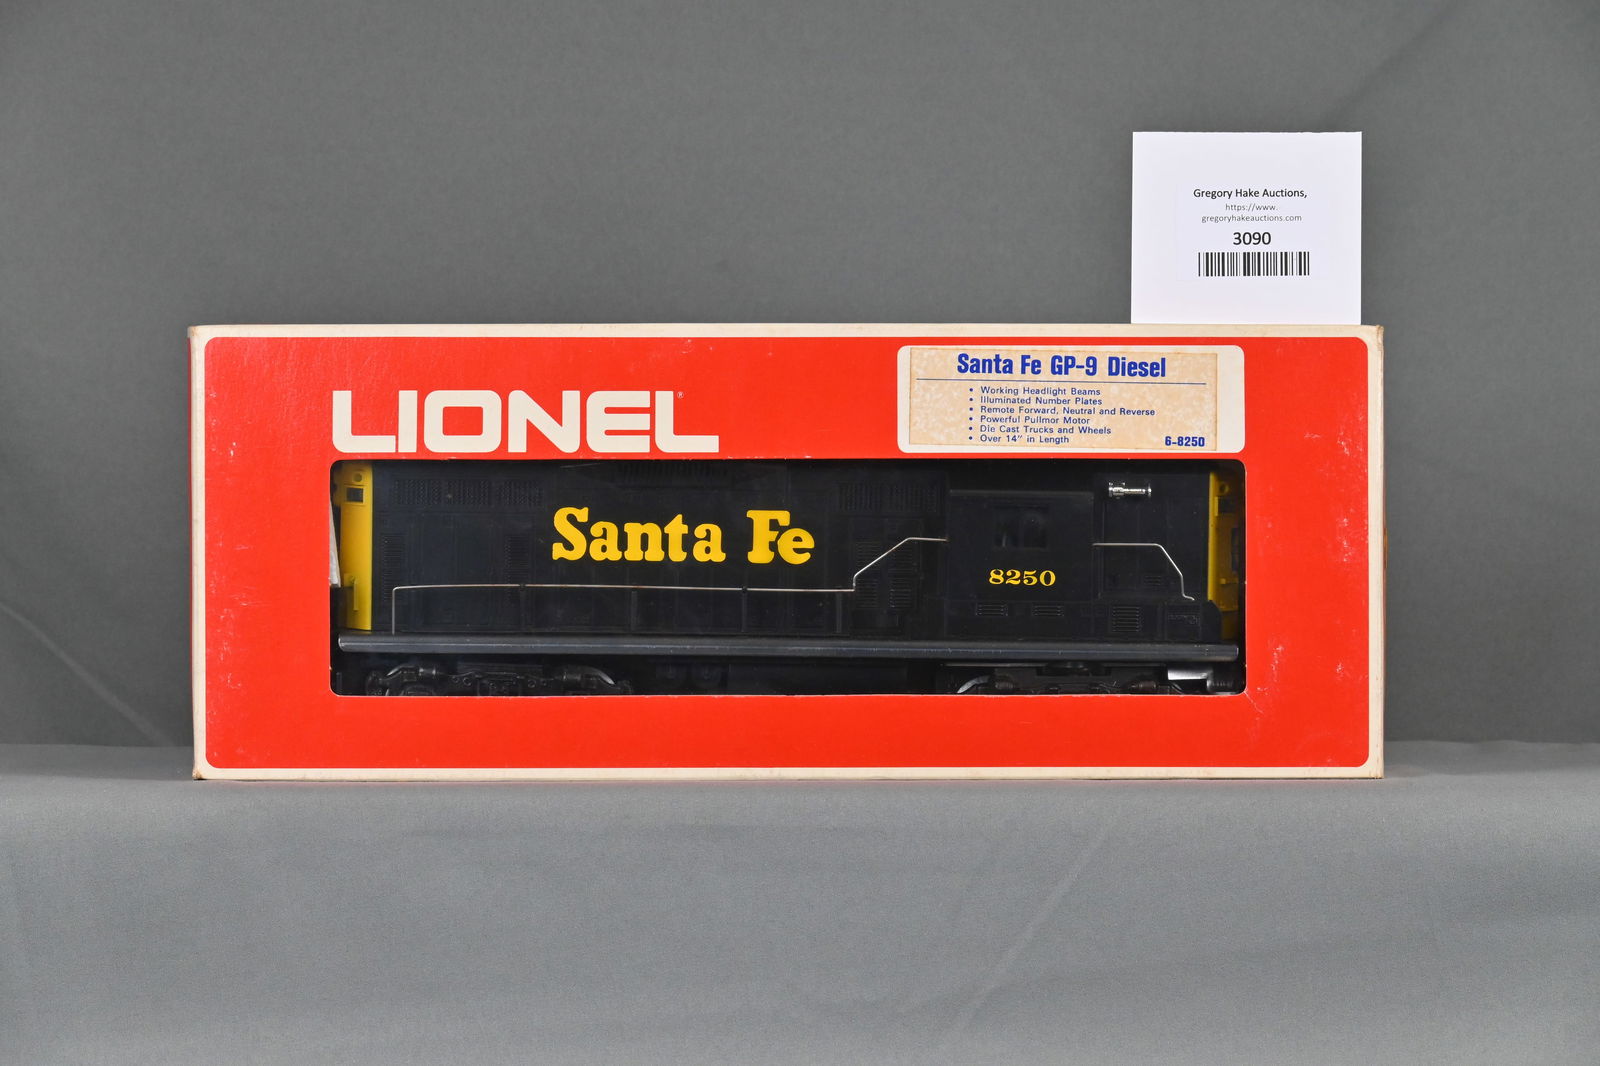 Gregory Hake Auctions,
https://www.
gregoryhakeauctions.com
3090
LIONEL®
Santa Fe GP-9 Diesel
• Working Headlight Beams
• Illuminated Number Plates
• Remote Forward, Neutral and Reverse
• Powerful Pullmor Motor
• Die Cast Trucks and Wheels
• Over 14" in Length
6-8250
Santa Fe
8250